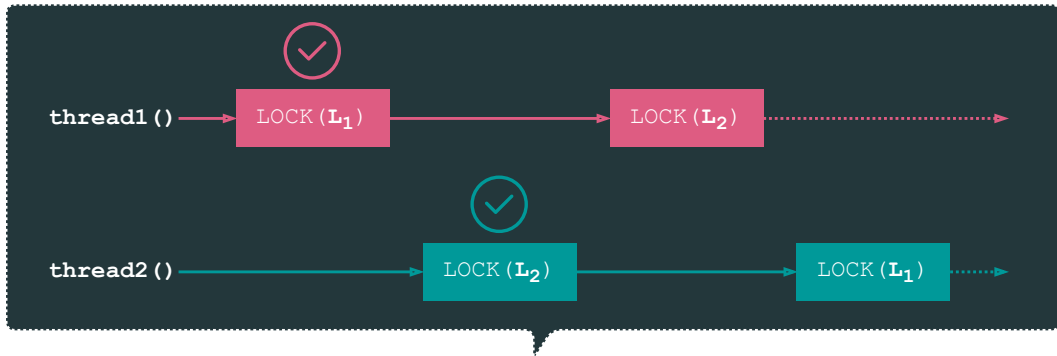 thread1() LOCK(L₁) LOCK(L₂)
thread2() LOCK(L₂) LOCK(L₁)